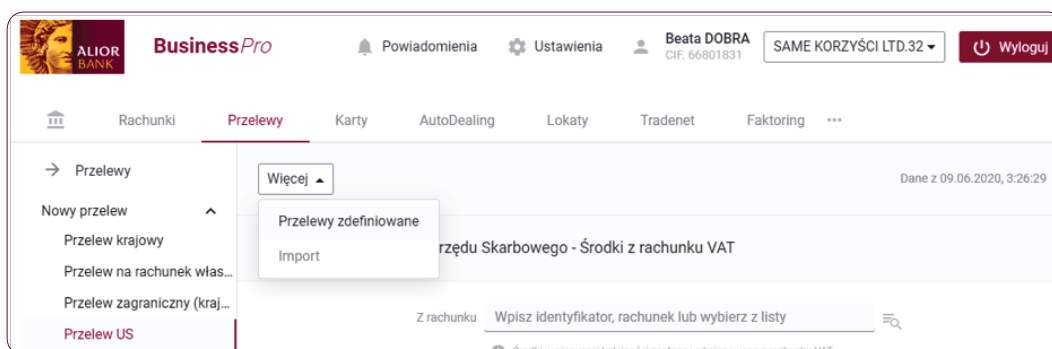 ALIOR
BANK
BusinessPro
Powiadomienia
Ustawienia
Beata DOBRA
CIF: 66801831
SAME KORZYŚCI LTD.32
Wyloguj
Rachunki
Przelewy
Karty
AutoDealing
Lokaty
Tradenet
Faktoring
•••
Przelewy
Więcej
Dane z 09.06.2020, 3:26:29
Nowy przelew
Przelewy zdefiniowane
Przelew krajowy
rzędu Skarbowego - Środki z rachunku VAT
Import
Przelew na rachunek włas...
Przelew zagraniczny (kraj...
Z rachunku
Wpisz identyfikator, rachunek lub wybierz z listy
Przelew US